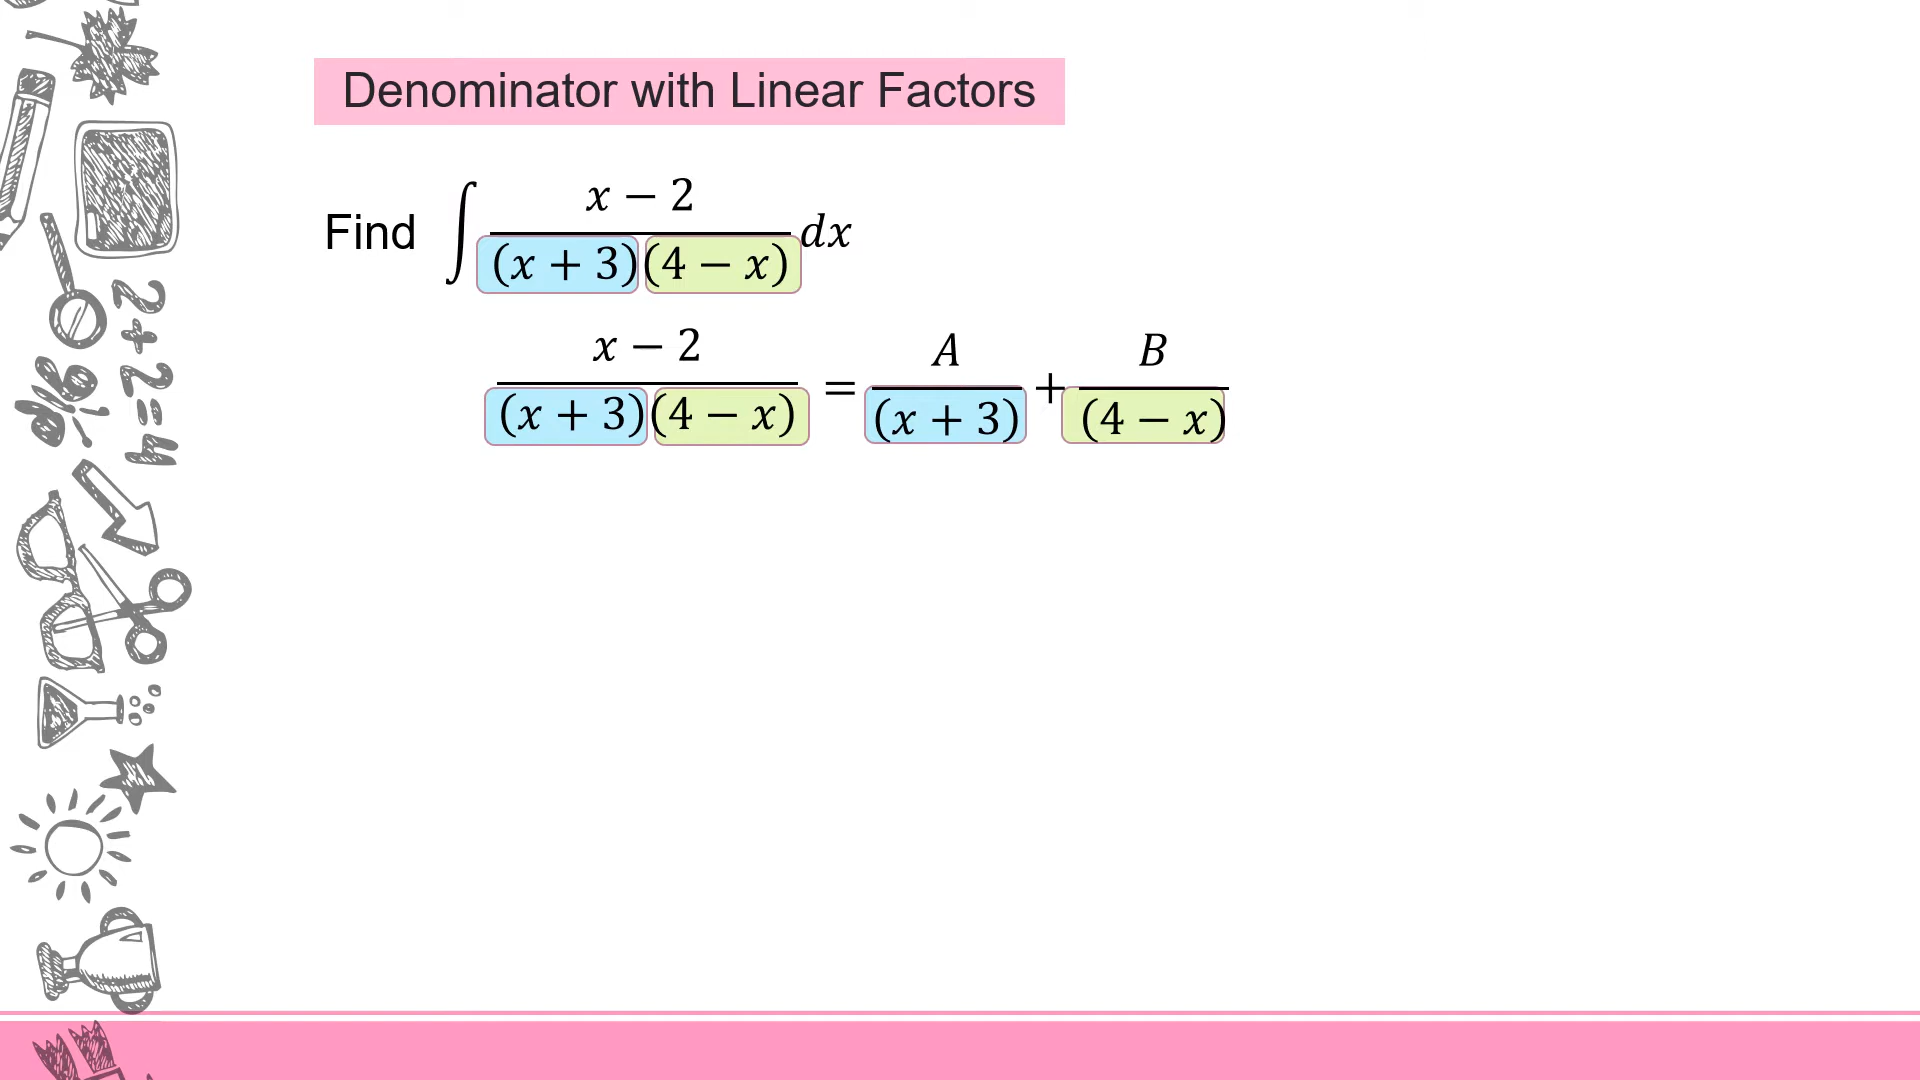 Denominator with Linear Factors
Find ∫ x − 2 / (x + 3)(4 − x) dx
x − 2 / (x + 3)(4 − x) = A / (x + 3) + B / (4 − x)
2+2=4
%